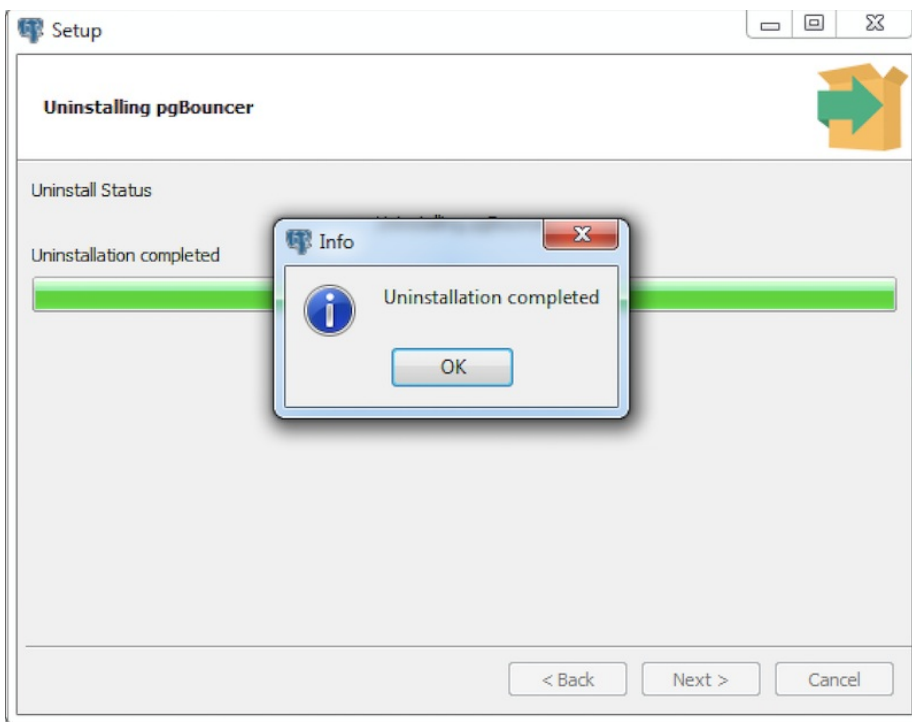 Setup
Uninstalling pgBouncer
Uninstall Status
Uninstallation completed
Info
Uninstallation completed
OK
< Back
Next >
Cancel